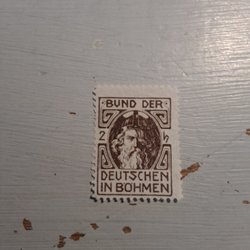 BUND DER
2 h
DEUTSCHEN
IN BÖHMEN